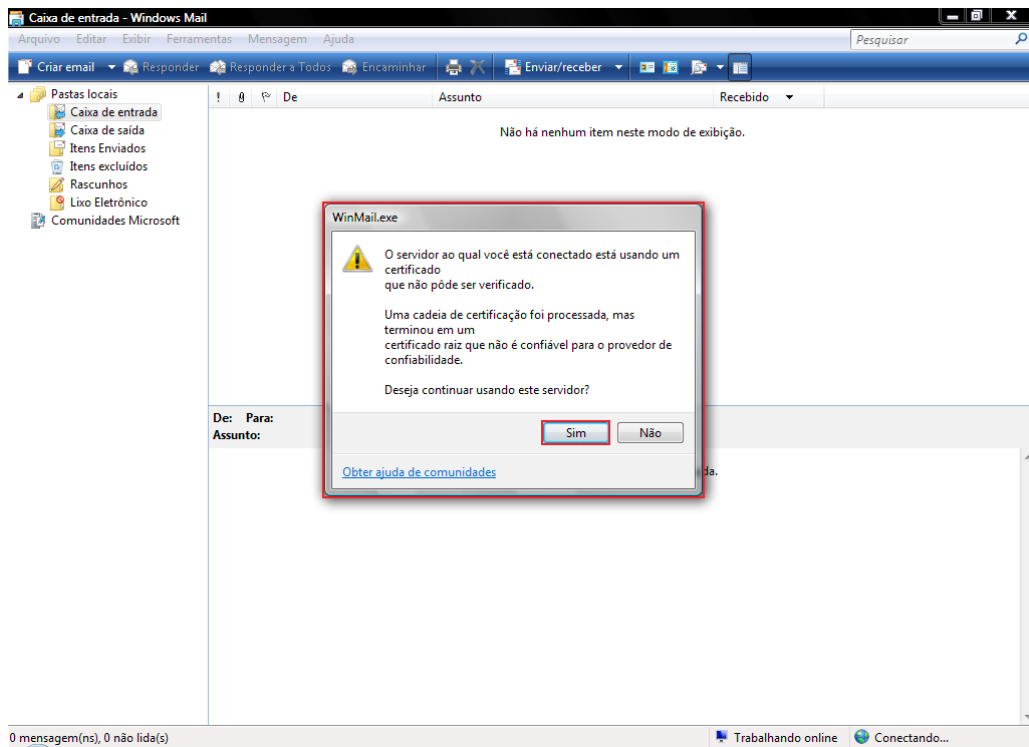 Caixa de entrada - Windows Mail
Arquivo Editar Exibir Ferramentas Mensagem Ajuda
Pesquisar
Criar email Responder Responder a Todos Encaminhar Enviar/receber
Pastas locais
Caixa de entrada
Caixa de saída
Itens Enviados
Itens excluídos
Rascunhos
Lixo Eletrônico
Comunidades Microsoft
! De Assunto Recebido
Não há nenhum item neste modo de exibição.
WinMail.exe
O servidor ao qual você está conectado está usando um
certificado
que não pôde ser verificado.
Uma cadeia de certificação foi processada, mas
terminou em um
certificado raiz que não é confiável para o provedor de
confiabilidade.
Deseja continuar usando este servidor?
Sim Não
Obter ajuda de comunidades
De: Para:
Assunto:
0 mensagem(ns), 0 não lida(s)
Trabalhando online Conectando...